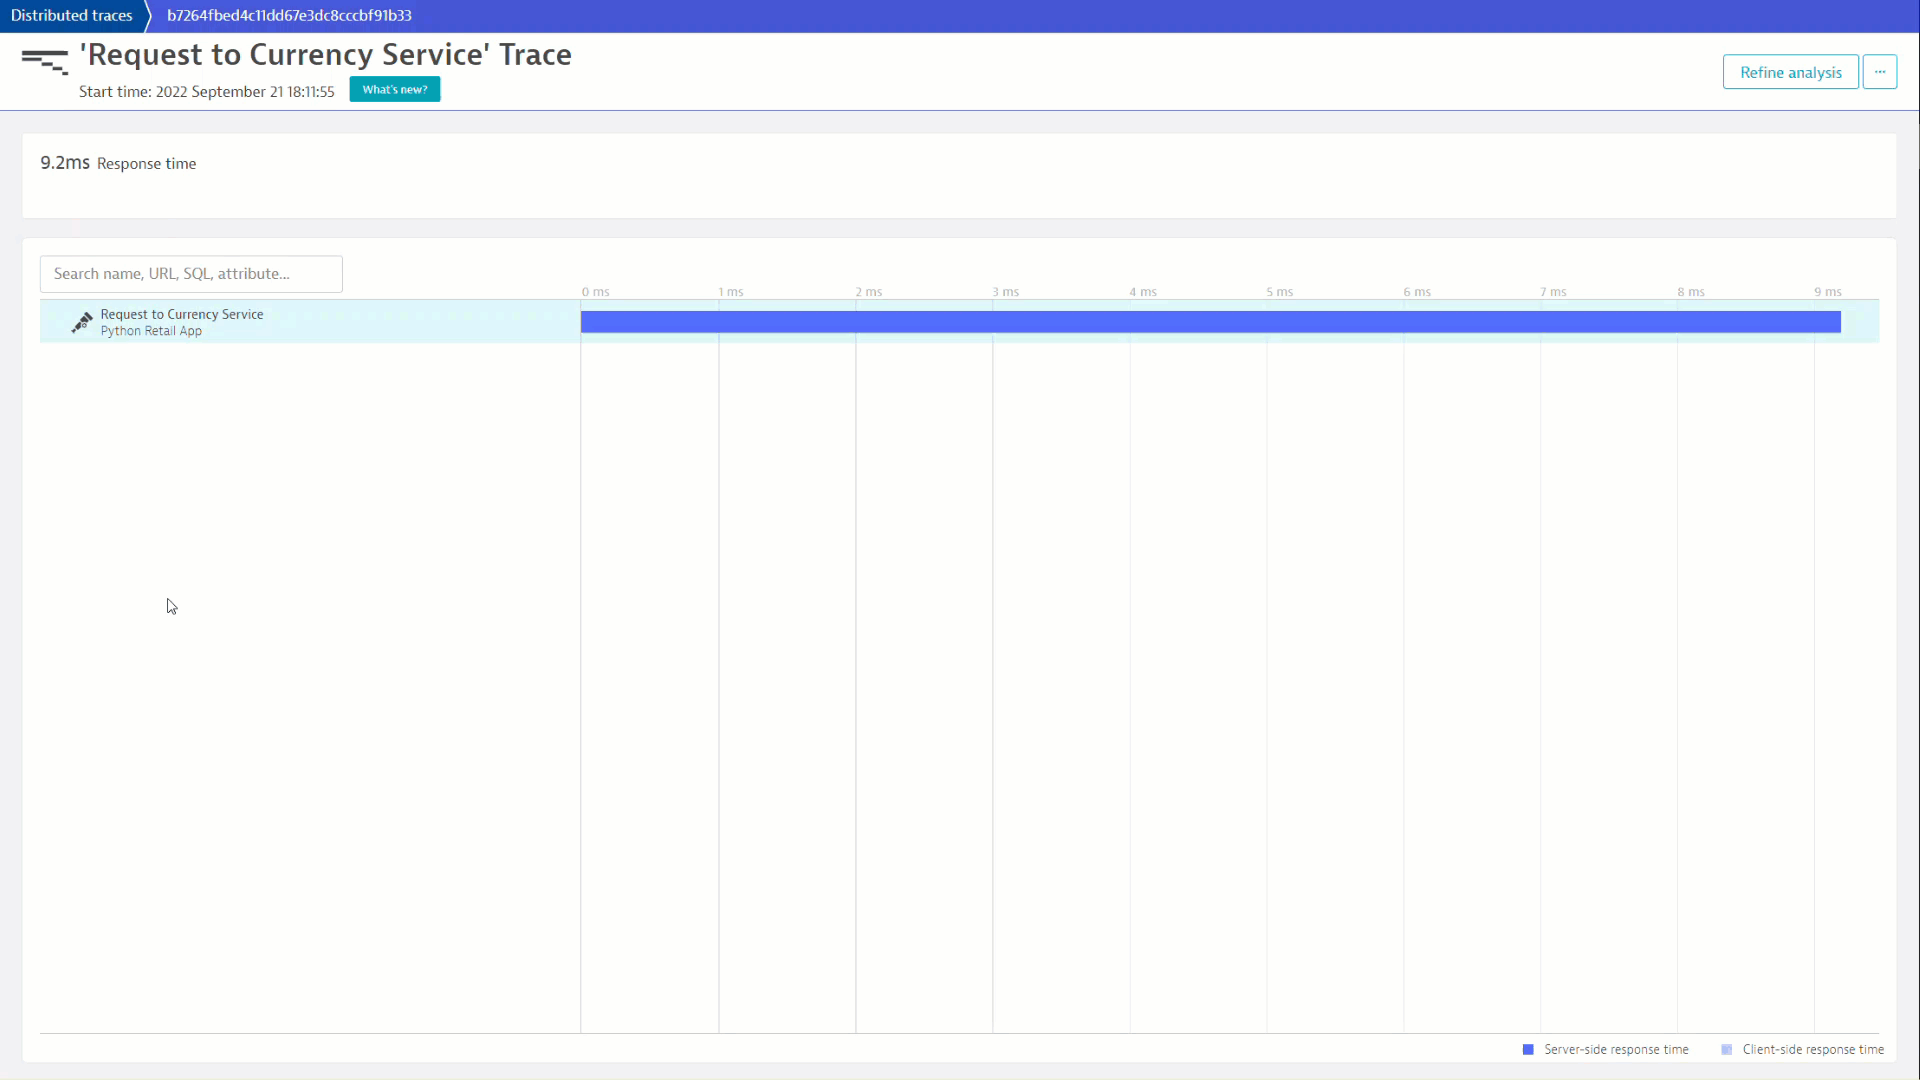 Distributed traces
b7264fbed4c11dd67e3dc8cccbf91b33
'Request to Currency Service' Trace
Start time: 2022 September 21 18:11:55
What's new?
Refine analysis
...
9.2ms Response time
Search name, URL, SQL, attribute...
0 ms 1 ms 2 ms 3 ms 4 ms 5 ms 6 ms 7 ms 8 ms 9 ms
Request to Currency Service
Python Retail App
Server-side response time
Client-side response time